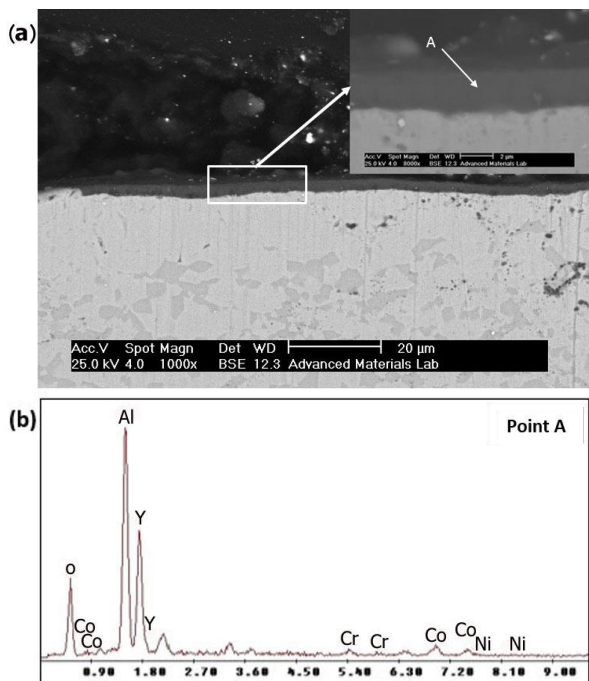 (a)
A
Acc.V Spot Magn Det WD 2 µm
25.0 kV 4.0 8000x BSE 12.3 Advanced Materials Lab
Acc.V Spot Magn Det WD 20 µm
25.0 kV 4.0 1000x BSE 12.3 Advanced Materials Lab
(b)
Point A
Al
Y
o
Co
Co
Y
Cr Cr Co Co Ni Ni
0.90 1.80 2.70 3.60 4.50 5.40 6.30 7.20 8.10 9.00